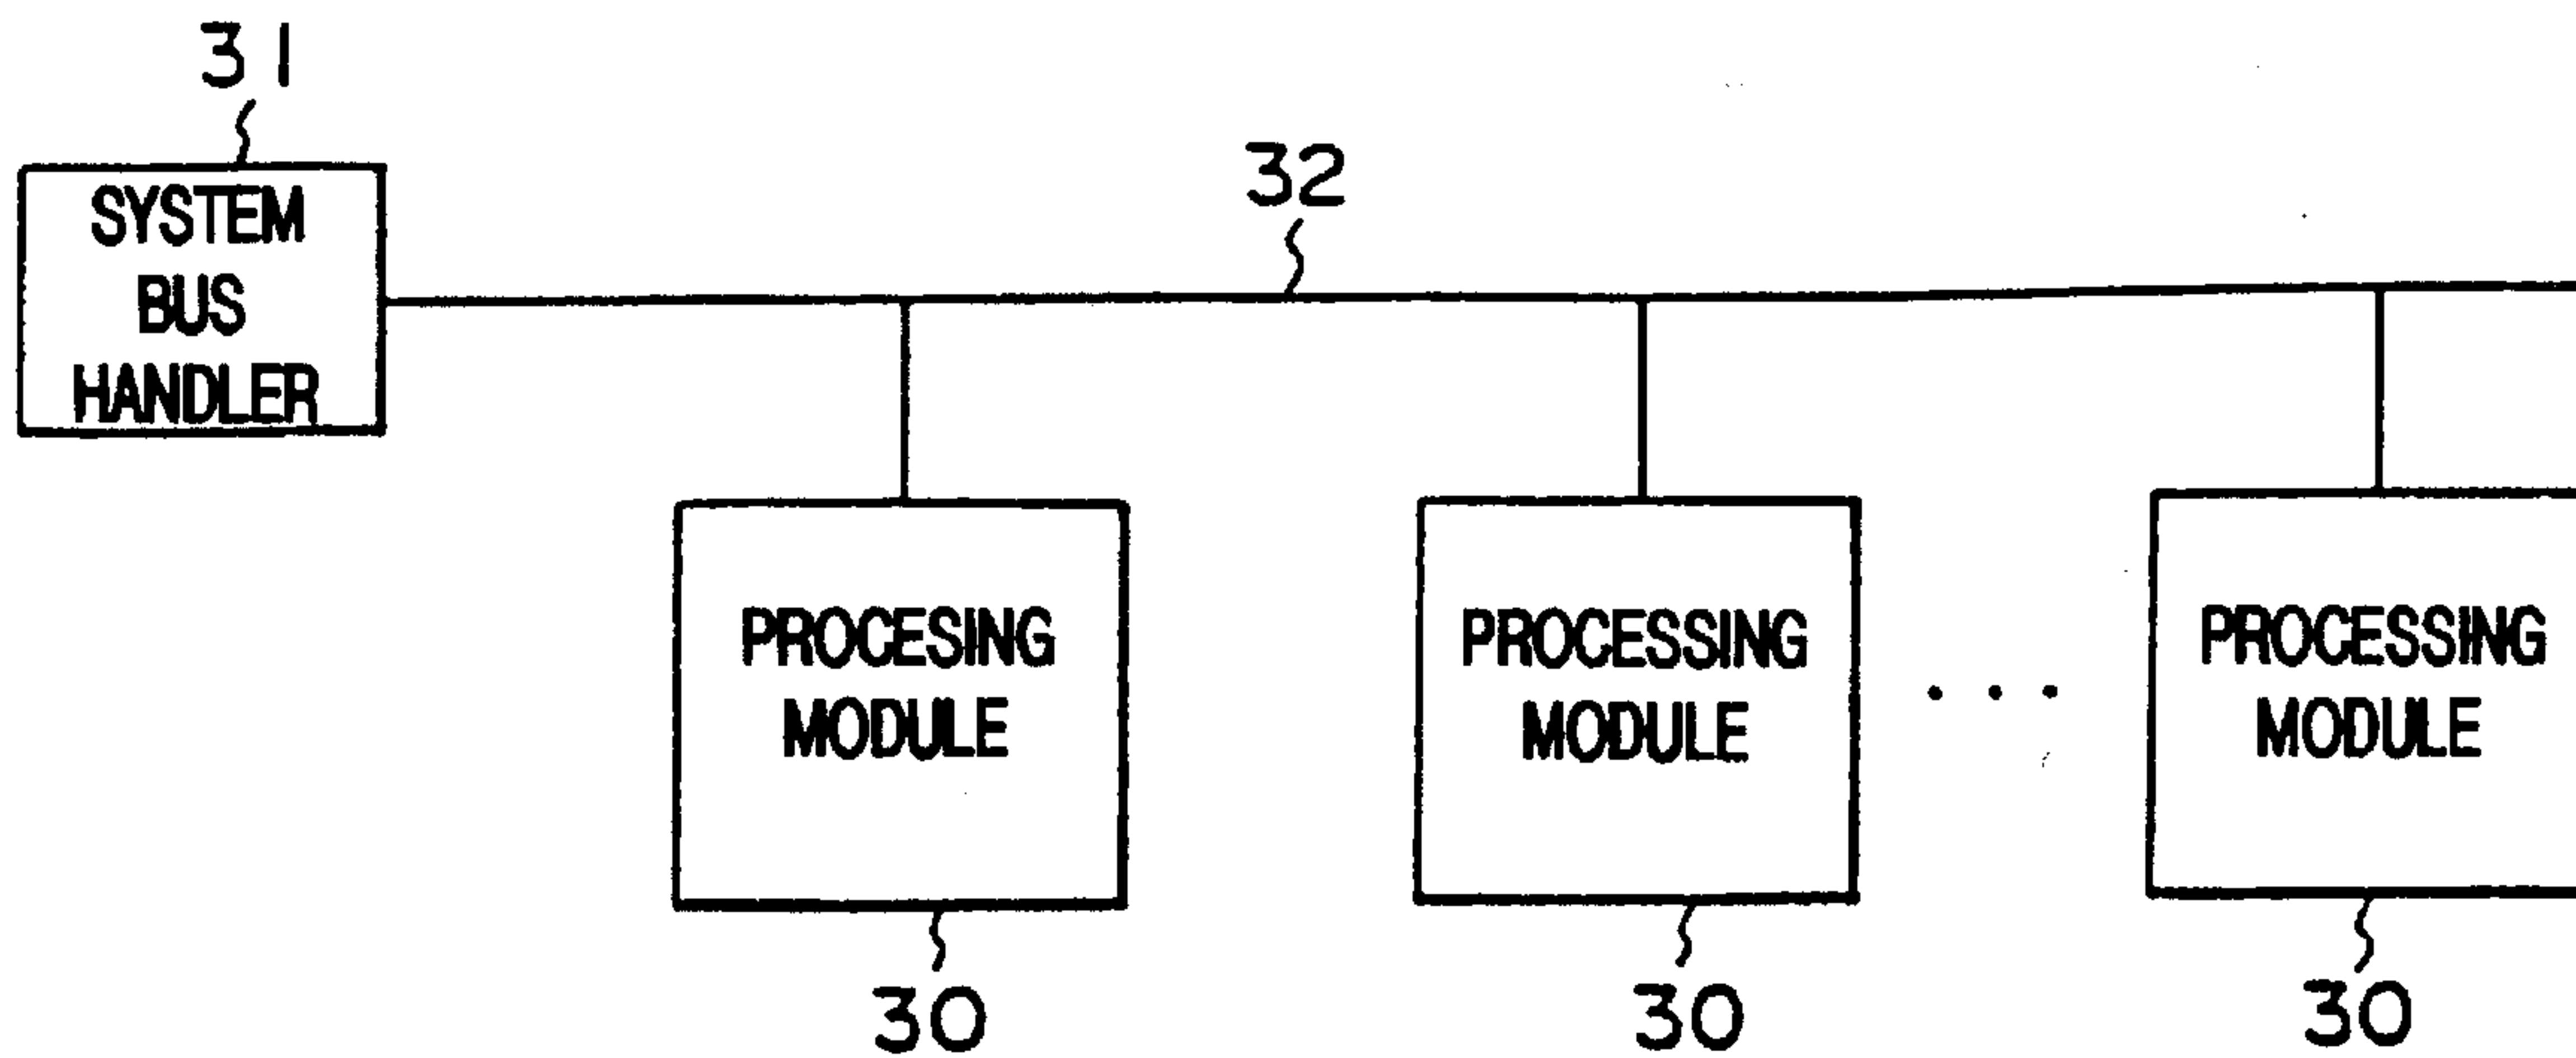 31
SYSTEM
BUS
HANDLER
32
PROCESING
MODULE
PROCESSING
MODULE
. . .
PROCESSING
MODULE
30
30
30